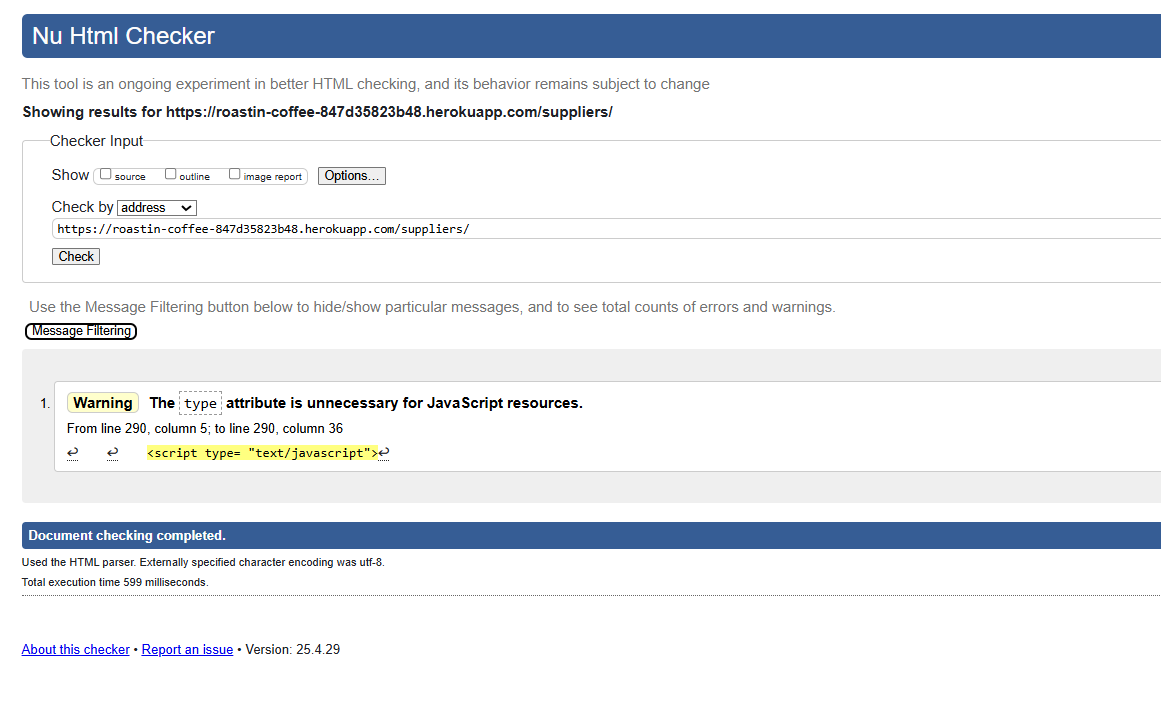 Nu Html Checker
This tool is an ongoing experiment in better HTML checking, and its behavior remains subject to change
Showing results for https://roastin-coffee-847d35823b48.herokuapp.com/suppliers/
Checker Input
Show source outline image report Options...
Check by address
https://roastin-coffee-847d35823b48.herokuapp.com/suppliers/
Check
Use the Message Filtering button below to hide/show particular messages, and to see total counts of errors and warnings.
Message Filtering
1. Warning The type attribute is unnecessary for JavaScript resources.
From line 290, column 5; to line 290, column 36
↩ ↩ <script type= "text/javascript">↩
Document checking completed.
Used the HTML parser. Externally specified character encoding was utf-8.
Total execution time 599 milliseconds.
About this checker • Report an issue • Version: 25.4.29